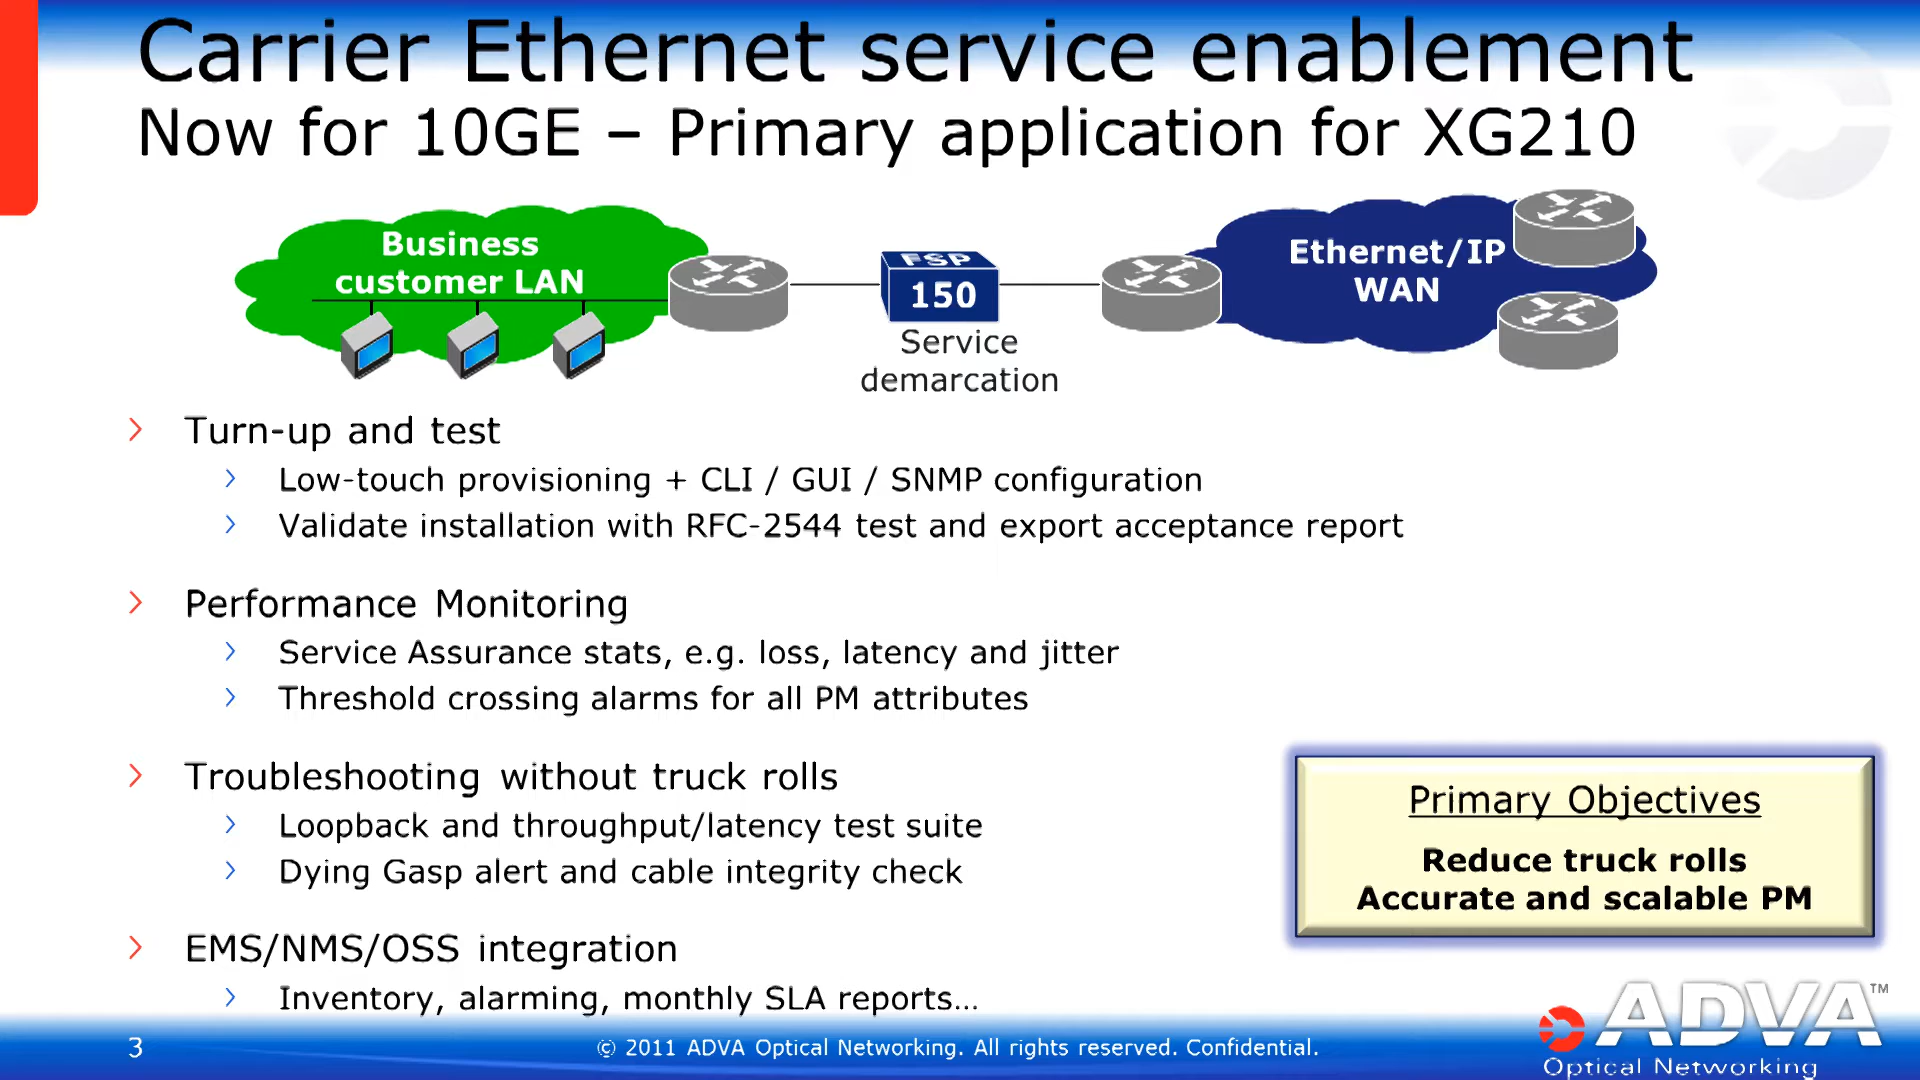 Carrier Ethernet service enablement
Now for 10GE – Primary application for XG210
Business
customer LAN
FSP
150
Service
demarcation
Ethernet/IP
WAN
› Turn-up and test
› Low-touch provisioning + CLI / GUI / SNMP configuration
› Validate installation with RFC-2544 test and export acceptance report
› Performance Monitoring
› Service Assurance stats, e.g. loss, latency and jitter
› Threshold crossing alarms for all PM attributes
› Troubleshooting without truck rolls
› Loopback and throughput/latency test suite
› Dying Gasp alert and cable integrity check
› EMS/NMS/OSS integration
› Inventory, alarming, monthly SLA reports…
Primary Objectives
Reduce truck rolls
Accurate and scalable PM
3
© 2011 ADVA Optical Networking. All rights reserved. Confidential.
ADVA™
Optical Networking